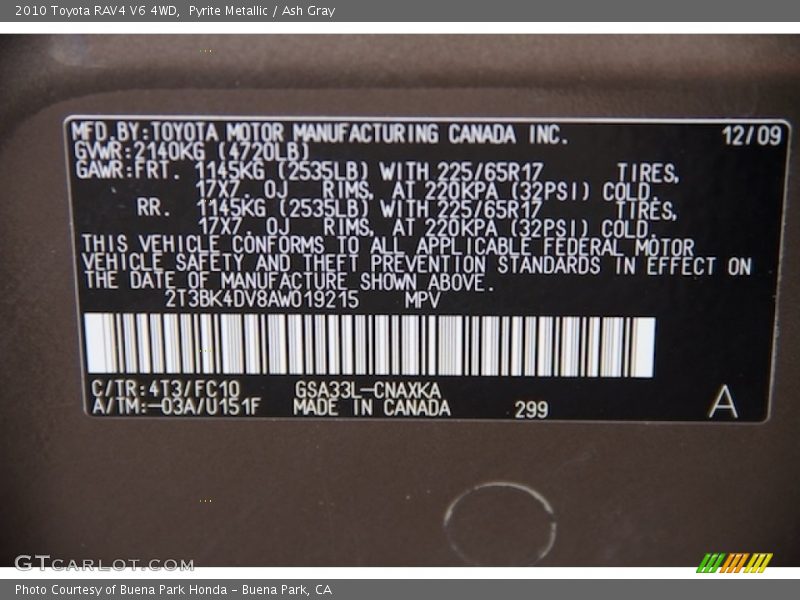 2010 Toyota RAV4 V6 4WD, Pyrite Metallic / Ash Gray
MFD.BY:TOYOTA MOTOR MANUFACTURING CANADA INC. 12/09
GVWR:2140KG (4720LB)
GAWR:FRT. 1145KG (2535LB) WITH 225/65R17 TIRES,
17X7.0J RIMS, AT 220KPA (32PSI) COLD.
RR. 1145KG (2535LB) WITH 225/65R17 TIRES,
17X7.0J RIMS, AT 220KPA (32PSI) COLD.
THIS VEHICLE CONFORMS TO ALL APPLICABLE FEDERAL MOTOR
VEHICLE SAFETY AND THEFT PREVENTION STANDARDS IN EFFECT ON
THE DATE OF MANUFACTURE SHOWN ABOVE.
2T3BK4DV8AW019215 MPV
C/TR:4T3/FC10 GSA33L-CNAXKA
A/TM:-03A/U151F MADE IN CANADA 299 A
GTCARLOT.COM
Photo Courtesy of Buena Park Honda - Buena Park, CA